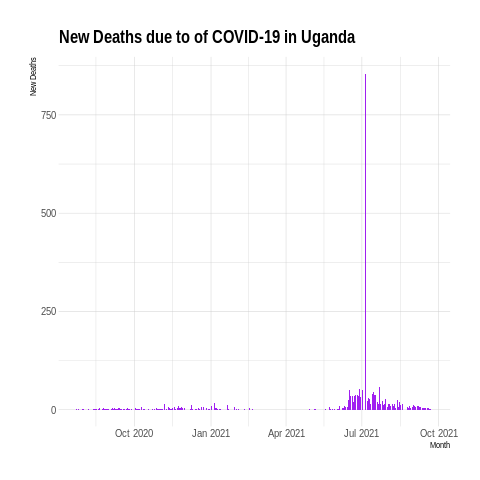 New Deaths due to of COVID-19 in Uganda
New Deaths
750
500
250
0
Oct 2020 Jan 2021 Apr 2021 Jul 2021 Oct 2021
Month